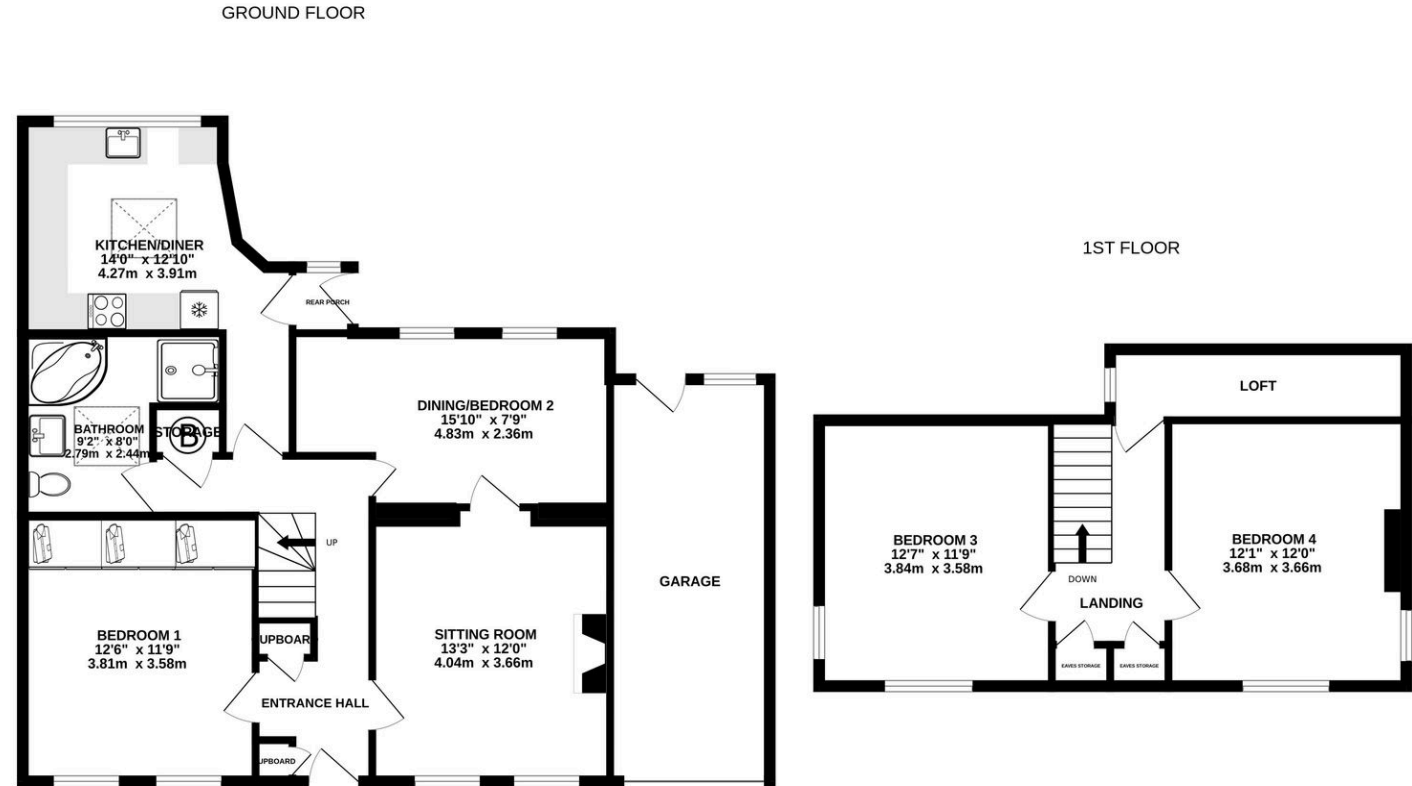 GROUND FLOOR
KITCHEN/DINER
14'0" x 12'10"
4.27m x 3.91m
REAR PORCH
DINING/BEDROOM 2
15'10" x 7'9"
4.83m x 2.36m
BATHROOM
9'2" x 8'0"
2.79m x 2.44m
STORAGE
B
UP
BEDROOM 1
12'6" x 11'9"
3.81m x 3.58m
UPBOARD
SITTING ROOM
13'3" x 12'0"
4.04m x 3.66m
ENTRANCE HALL
UPBOARD
GARAGE
1ST FLOOR
LOFT
BEDROOM 3
12'7" x 11'9"
3.84m x 3.58m
BEDROOM 4
12'1" x 12'0"
3.68m x 3.66m
DOWN
LANDING
EAVES STORAGE
EAVES STORAGE